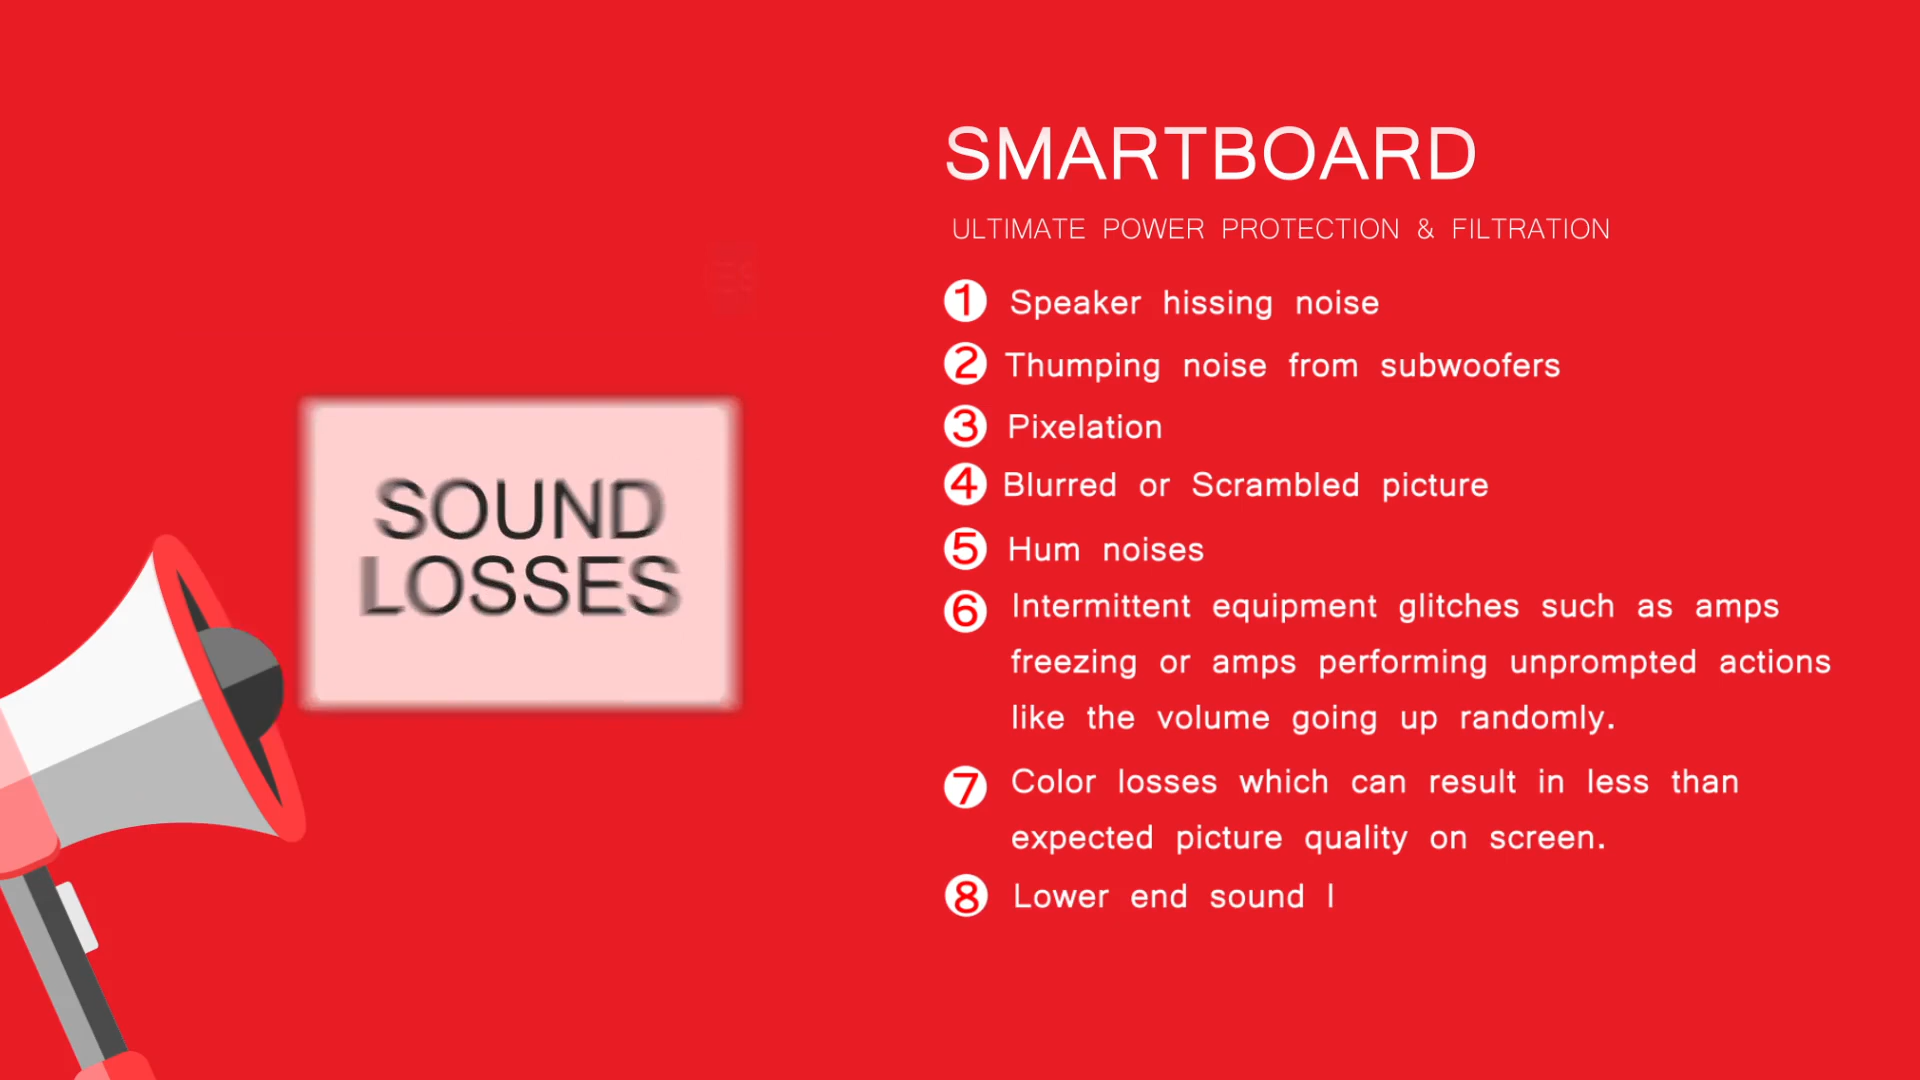 SMARTBOARD
ULTIMATE POWER PROTECTION & FILTRATION
1 Speaker hissing noise
2 Thumping noise from subwoofers
3 Pixelation
4 Blurred or Scrambled picture
5 Hum noises
6 Intermittent equipment glitches such as amps
freezing or amps performing unprompted actions
like the volume going up randomly.
7 Color losses which can result in less than
expected picture quality on screen.
8 Lower end sound l
SOUND
LOSSES